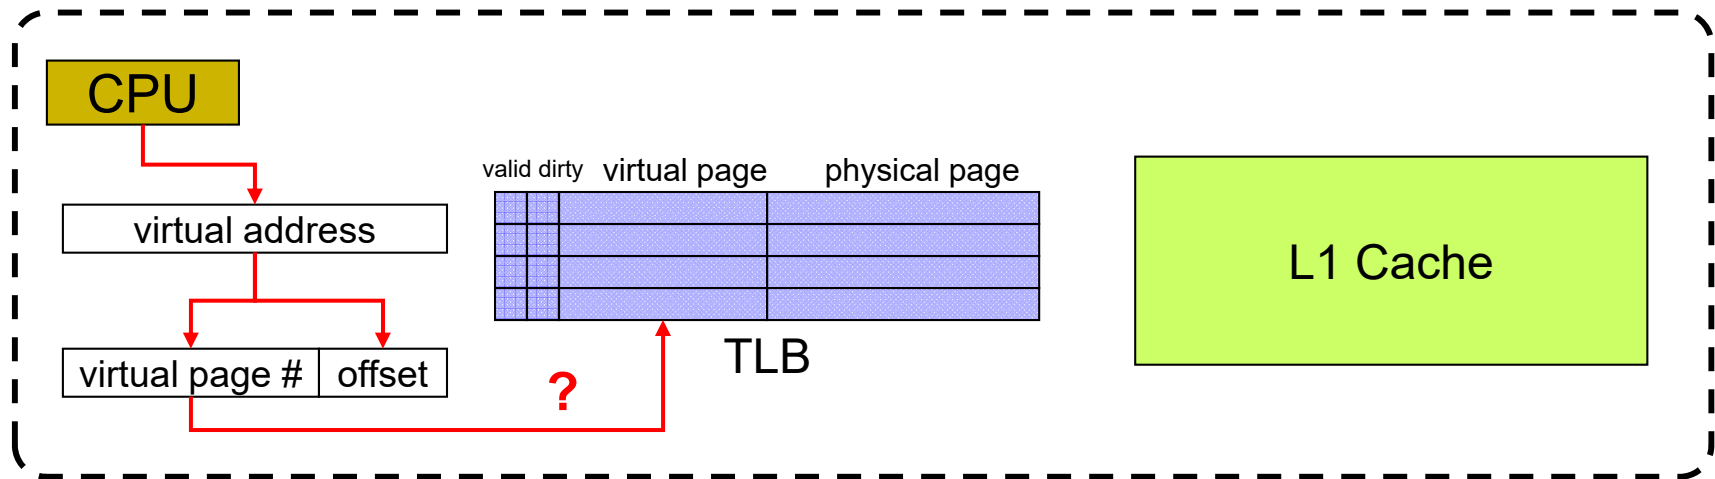 CPU
valid dirty virtual page physical page
virtual address
L1 Cache
TLB
virtual page # offset
?